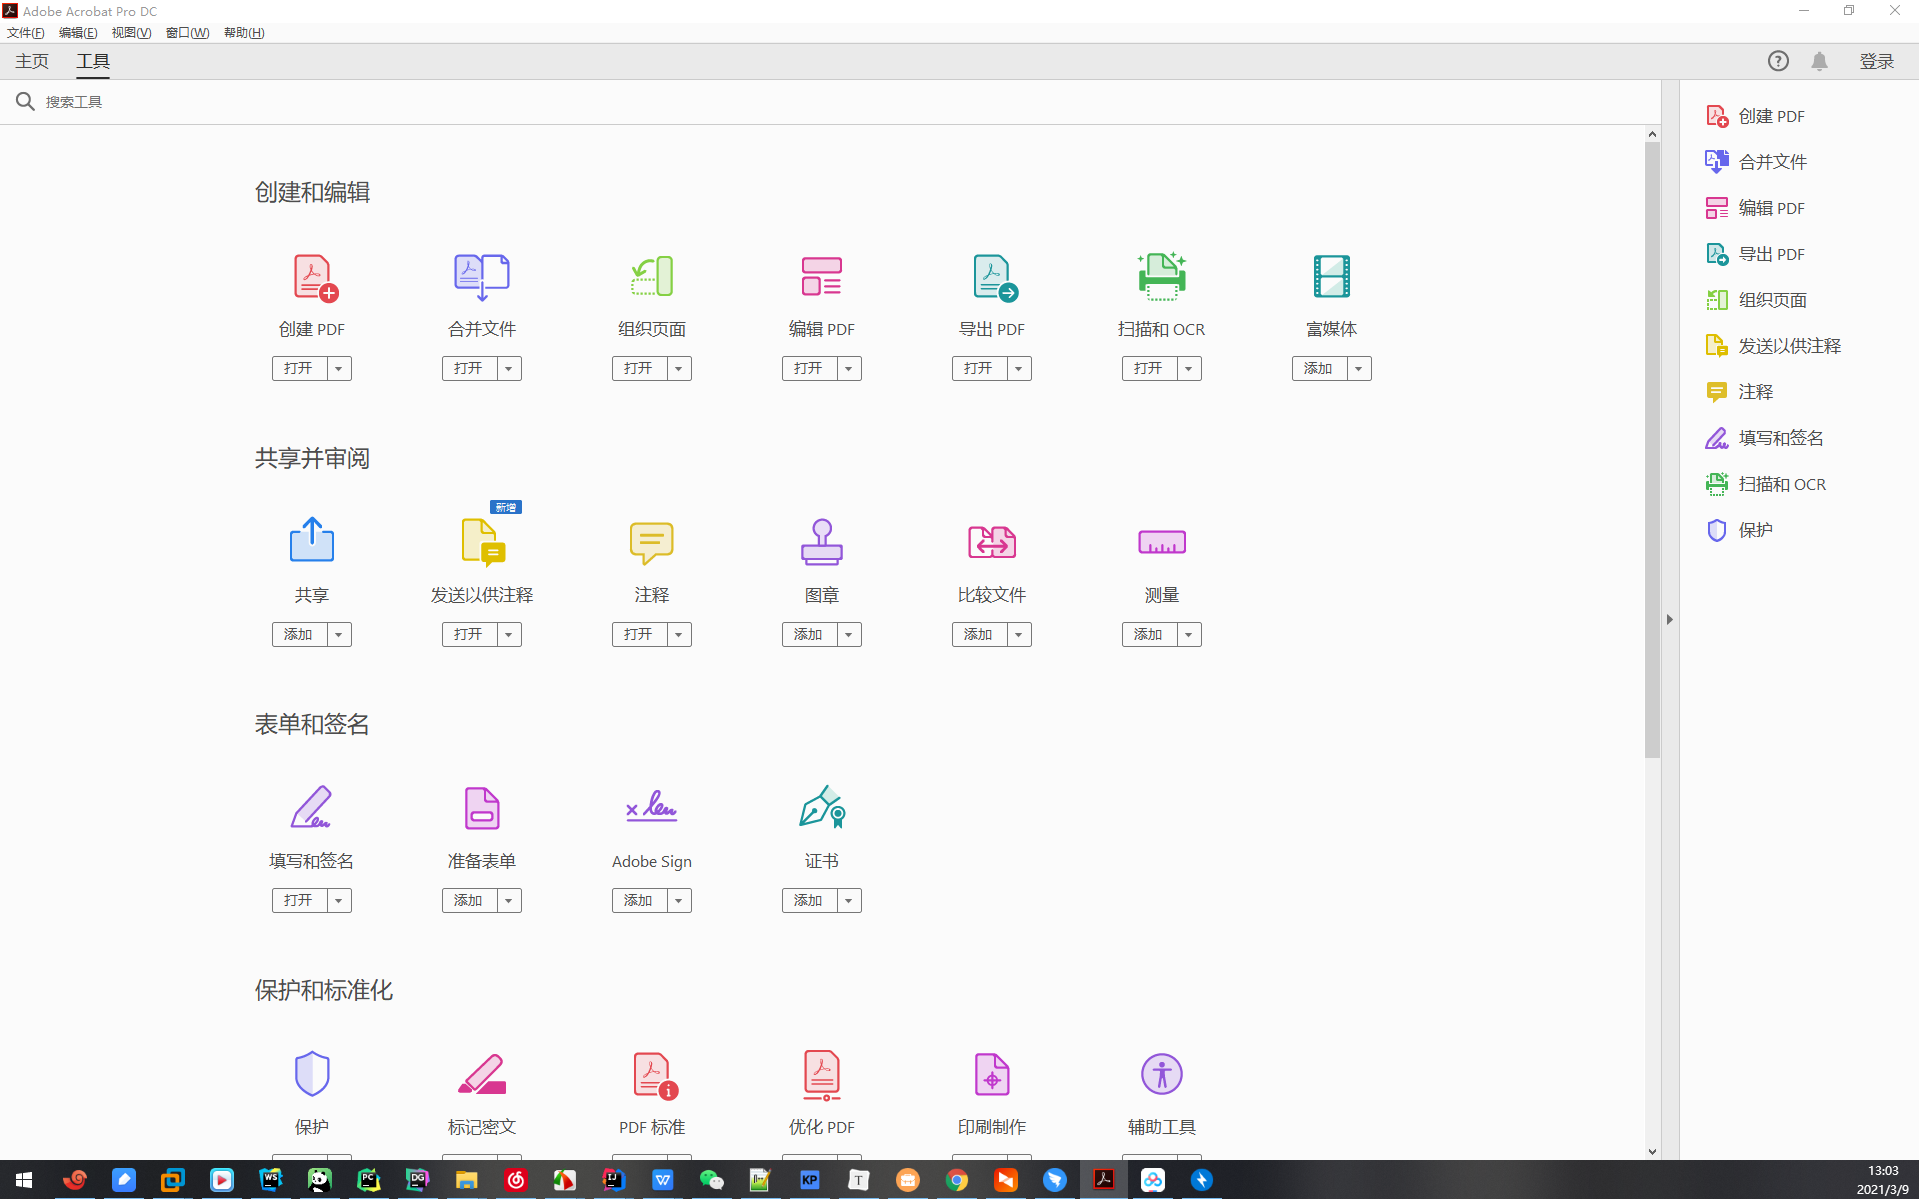 Adobe Acrobat Pro DC
文件(F) 编辑(E) 视图(V) 窗口(W) 帮助(H)
主页 工具 登录
搜索工具
创建和编辑
创建 PDF 合并文件 组织页面 编辑 PDF 导出 PDF 扫描和 OCR 富媒体
打开 打开 打开 打开 打开 打开 添加
共享并审阅
新增
共享 发送以供注释 注释 图章 比较文件 测量
添加 打开 打开 添加 添加 添加
表单和签名
填写和签名 准备表单 Adobe Sign 证书
打开 添加 添加 添加
保护和标准化
保护 标记密文 PDF 标准 优化 PDF 印刷制作 辅助工具
创建 PDF
合并文件
编辑 PDF
导出 PDF
组织页面
发送以供注释
注释
填写和签名
扫描和 OCR
保护
WS PC DG IJ KP T
13:03
2021/3/9